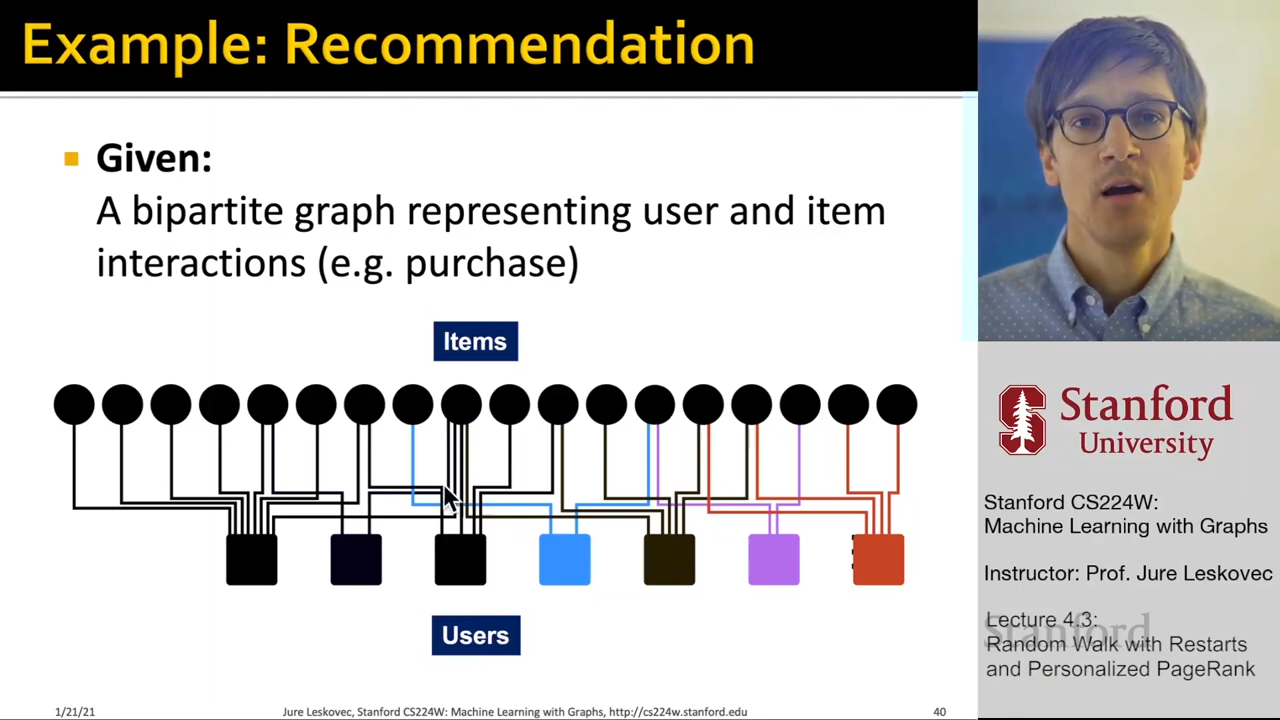 Example: Recommendation
Given:
A bipartite graph representing user and item
interactions (e.g. purchase)
Items
Users
1/21/21
Jure Leskovec, Stanford CS224W: Machine Learning with Graphs, http://cs224w.stanford.edu
40
Stanford
University
Stanford CS224W:
Machine Learning with Graphs
Instructor: Prof. Jure Leskovec
Lecture 4.3:
Stanford
Random Walk with Restarts
and Personalized PageRank